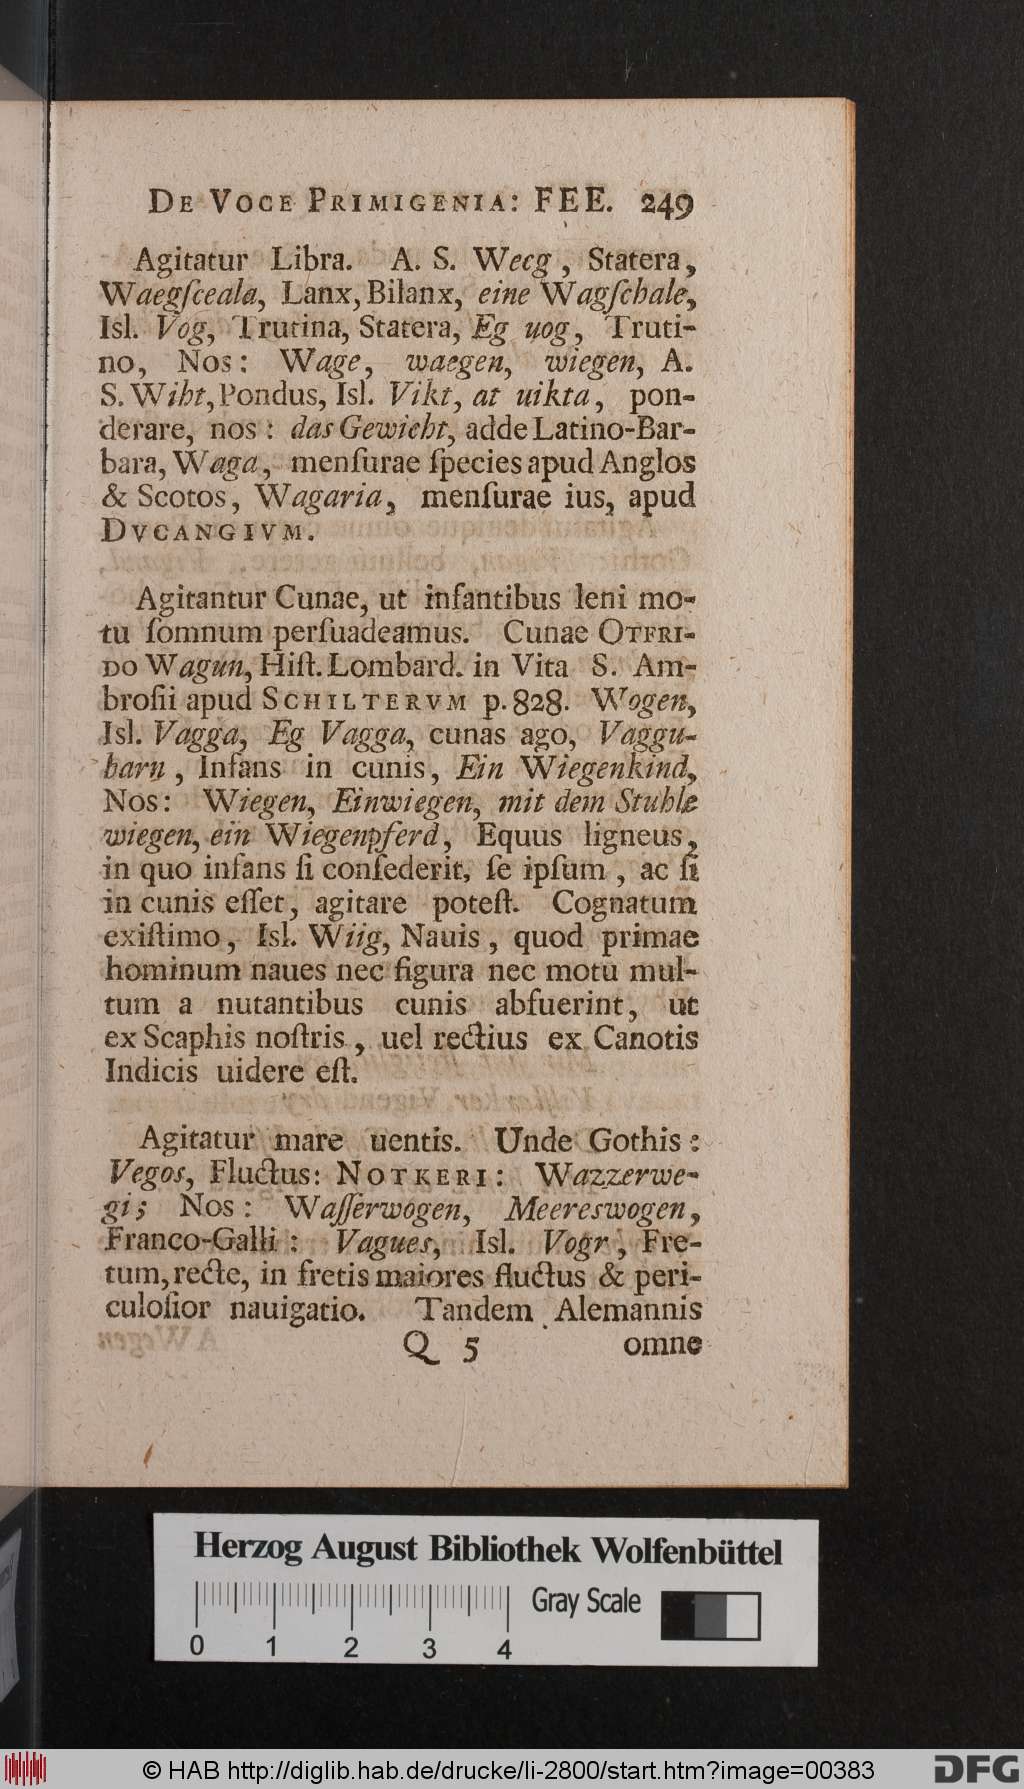 De Voce Primigenia: FEE. 249
Agitatur Libra. A. S. Wecg, Statera,
Waegſceala, Lanx, Bilanx, eine Wagſchale,
Isl. Vog, Trutina, Statera, Eg uog, Truti-
no, Nos: Wage, waegen, wiegen, A.
S. Wiht, Pondus, Isl. Vikt, at uikta, pon-
derare, nos: das Gewicht, adde Latino-Bar-
bara, Waga, menſurae ſpecies apud Anglos
& Scotos, Wagaria, menſurae ius, apud
Dvcangivm.
Agitantur Cunae, ut infantibus leni mo-
tu ſomnum perſuadeamus. Cunae Otfri-
do Wagun, Hiſt. Lombard. in Vita S. Am-
broſii apud Schiltervm p. 828. Wogen,
Isl. Vagga, Eg Vagga, cunas ago, Vaggu-
barn, Infans in cunis, Ein Wiegenkind,
Nos: Wiegen, Einwiegen, mit dem Stuhle
wiegen, ein Wiegenpferd, Equus ligneus,
in quo infans ſi conſederit, ſe ipſum, ac ſi
in cunis eſſet, agitare poteſt. Cognatum
exiſtimo, Isl. Wiig, Nauis, quod primae
hominum naues nec figura nec motu mul-
tum a nutantibus cunis abfuerint, ut
ex Scaphis noſtris, uel rectius ex Canotis
Indicis uidere eſt.
Agitatur mare uentis. Unde Gothis:
Vegos, Fluctus: Notkeri: Wazzerwe-
gi; Nos: Waſſerwogen, Meereswogen,
Franco-Galli: Vagues, Isl. Vogr, Fre-
tum, recte, in fretis maiores fluctus & peri-
culoſior nauigatio. Tandem Alemannis
Q 5 omne
Herzog August Bibliothek Wolfenbüttel
Gray Scale
0 1 2 3 4
© HAB http://diglib.hab.de/drucke/li-2800/start.htm?image=00383
DFG